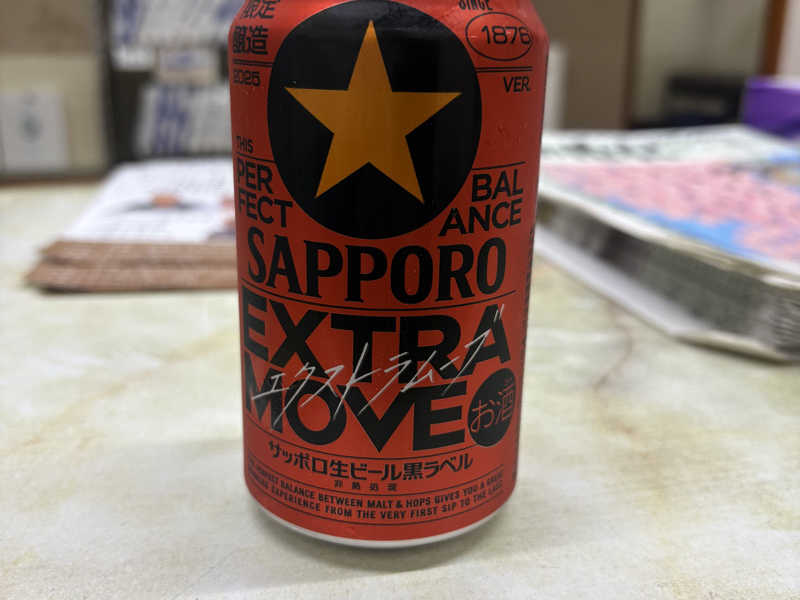 限定
醸造
2025
SINCE
1876
VER.
THIS
PER
FECT
BAL
ANCE
SAPPORO
EXTRA
エクストラムーブ
MOVE
お酒
サッポロ生ビール黒ラベル
非熱処理
PERFECT BALANCE BETWEEN MALT & HOPS GIVES YOU A GREAT
EXPERIENCE FROM THE VERY FIRST SIP TO THE LAST